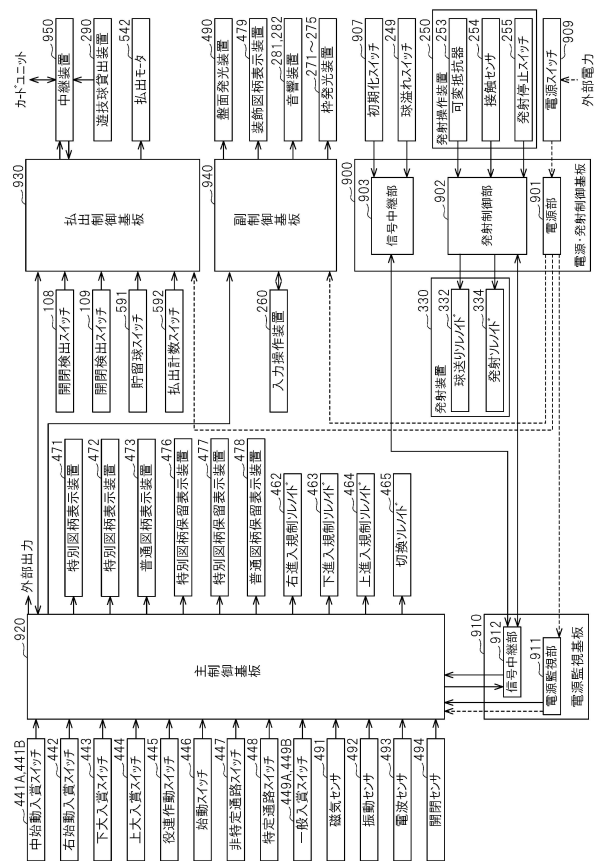 441A,441B
中始動入賞スイッチ
442
右始動入賞スイッチ
443
下大入賞スイッチ
444
上大入賞スイッチ
445
役連作動スイッチ
446
始動スイッチ
447
非特定通路スイッチ
448
特定通路スイッチ
449A,449B
一般入賞スイッチ
491
磁気センサ
492
振動センサ
493
電波センサ
494
開閉センサ
920
主制御基板
外部出力
471
特別図柄表示装置
472
特別図柄表示装置
473
普通図柄表示装置
476
特別図柄保留表示装置
477
特別図柄保留表示装置
478
普通図柄保留表示装置
462
右進入規制ソレノイド
463
下進入規制ソレノイド
464
上進入規制ソレノイド
465
切換ソレノイド
910
912
信号中継部
911
電源監視部
電源監視基板
108
開閉検出スイッチ
109
開閉検出スイッチ
591
貯留球スイッチ
592
払出計数スイッチ
260
入力操作装置
330
発射装置
332
球送りソレノイド
334
発射ソレノイド
930
払出制御基板
940
副制御基板
900
903
信号中継部
902
発射制御部
901
電源部
電源・発射制御基板
カードユニット
950
中継装置
290
遊技球貸出装置
542
払出モータ
490
盤面発光装置
479
装飾図柄表示装置
281,282
音響装置
271〜275
枠発光装置
907
初期化スイッチ
249
球溢れスイッチ
250
発射操作装置
253
可変抵抗器
254
接触センサ
255
発射停止スイッチ
909
電源スイッチ
外部電力